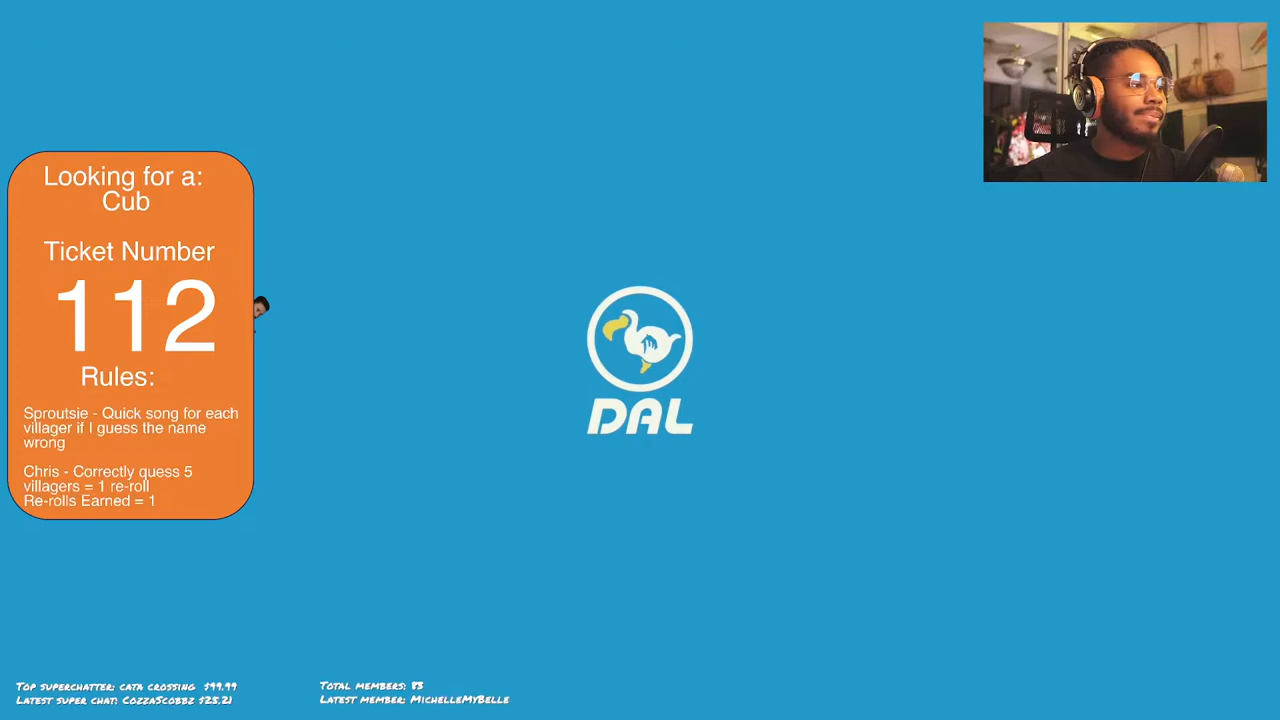 Looking for a:
Cub
Ticket Number
112
Rules:
Sproutsie - Quick song for each
villager if I guess the name
wrong
Chris - Correctly quess 5
villagers = 1 re-roll
Re-rolls Earned = 1
DAL
Top superchatter: cata crossing $99.99
Latest super chat: CozzaScobbz $25.21
Total members: 83
Latest member: MichelleMyBelle